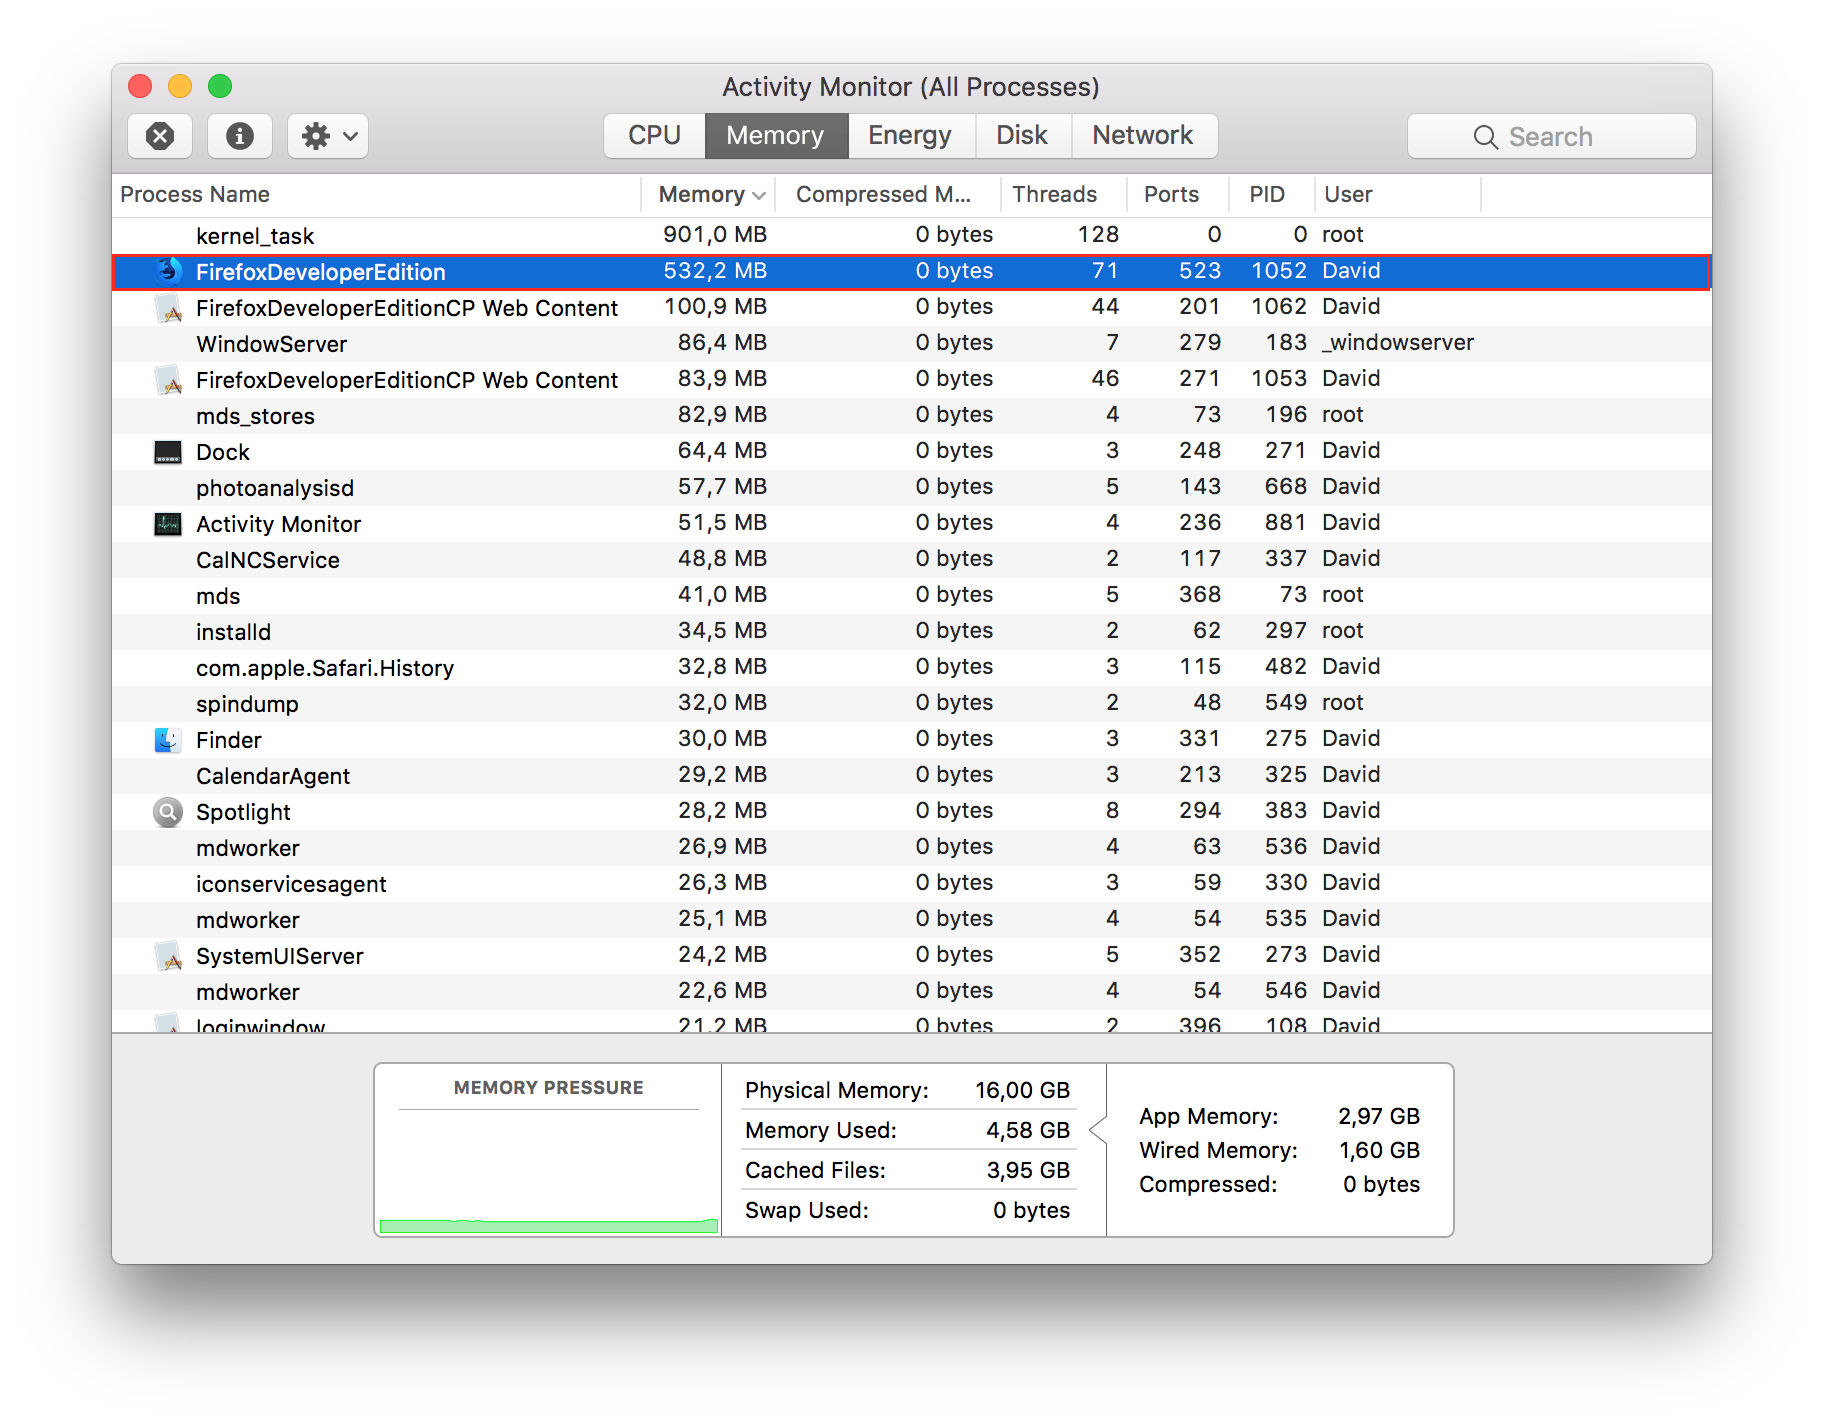 Activity Monitor (All Processes)
CPU Memory Energy Disk Network Search
Process Name Memory Compressed M... Threads Ports PID User
kernel_task 901,0 MB 0 bytes 128 0 0 root
FirefoxDeveloperEdition 532,2 MB 0 bytes 71 523 1052 David
FirefoxDeveloperEditionCP Web Content 100,9 MB 0 bytes 44 201 1062 David
WindowServer 86,4 MB 0 bytes 7 279 183 _windowserver
FirefoxDeveloperEditionCP Web Content 83,9 MB 0 bytes 46 271 1053 David
mds_stores 82,9 MB 0 bytes 4 73 196 root
Dock 64,4 MB 0 bytes 3 248 271 David
photoanalysisd 57,7 MB 0 bytes 5 143 668 David
Activity Monitor 51,5 MB 0 bytes 4 236 881 David
CalNCService 48,8 MB 0 bytes 2 117 337 David
mds 41,0 MB 0 bytes 5 368 73 root
installd 34,5 MB 0 bytes 2 62 297 root
com.apple.Safari.History 32,8 MB 0 bytes 3 115 482 David
spindump 32,0 MB 0 bytes 2 48 549 root
Finder 30,0 MB 0 bytes 3 331 275 David
CalendarAgent 29,2 MB 0 bytes 3 213 325 David
Spotlight 28,2 MB 0 bytes 8 294 383 David
mdworker 26,9 MB 0 bytes 4 63 536 David
iconservicesagent 26,3 MB 0 bytes 3 59 330 David
mdworker 25,1 MB 0 bytes 4 54 535 David
SystemUIServer 24,2 MB 0 bytes 5 352 273 David
mdworker 22,6 MB 0 bytes 4 54 546 David
loginwindow 21,2 MB 0 bytes 2 396 108 David
MEMORY PRESSURE
Physical Memory: 16,00 GB
Memory Used: 4,58 GB
Cached Files: 3,95 GB
Swap Used: 0 bytes
App Memory: 2,97 GB
Wired Memory: 1,60 GB
Compressed: 0 bytes